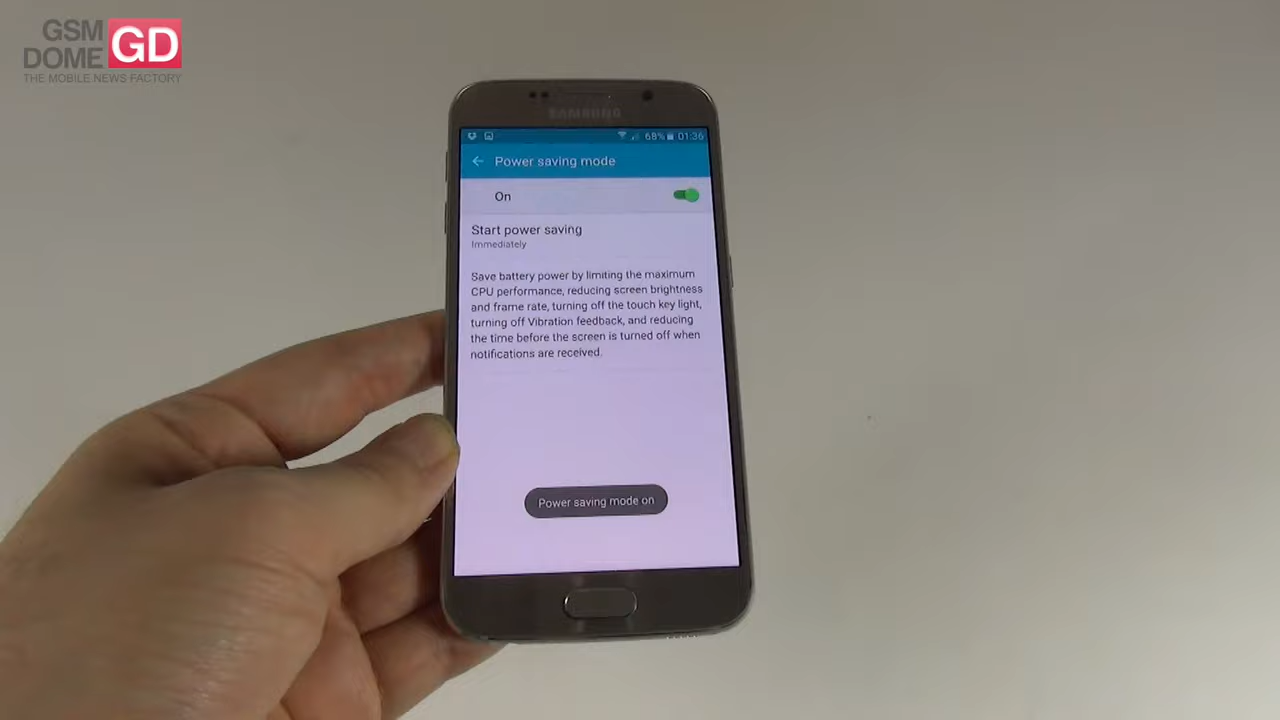 GSM
DOME
GD
THE MOBILE NEWS FACTORY
SAMSUNG
68% 01:36
Power saving mode
On
Start power saving
Immediately
Save battery power by limiting the maximum
CPU performance, reducing screen brightness
and frame rate, turning off the touch key light,
turning off Vibration feedback, and reducing
the time before the screen is turned off when
notifications are received.
Power saving mode on